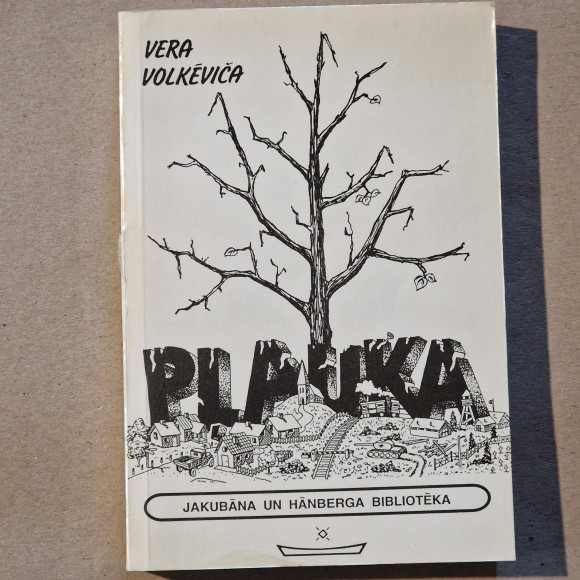 VERA
VOLKĒVIČA
PLAUKA
JAKUBĀNA UN HĀNBERGA BIBLIOTĒKA